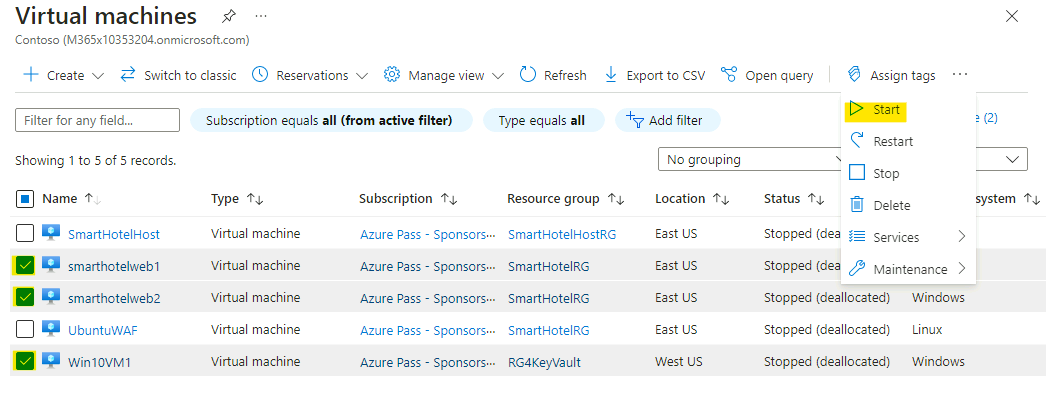 Virtual machines ...
Contoso (M365x10353204.onmicrosoft.com)
Create Switch to classic Reservations Manage view Refresh Export to CSV Open query Assign tags ...
Filter for any field... Subscription equals all (from active filter) Type equals all Add filter
Start
e (2)
Restart
Showing 1 to 5 of 5 records.
No grouping
Stop
Delete
Services
Maintenance
Name Type Subscription Resource group Location Status system
SmartHotelHost Virtual machine Azure Pass - Sponsors··· SmartHotelHostRG East US Stopped (deal
smarthotelweb1 Virtual machine Azure Pass - Sponsors··· SmartHotelRG East US Stopped (deal
smarthotelweb2 Virtual machine Azure Pass - Sponsors··· SmartHotelRG East US Stopped (deallocated) Windows
UbuntuWAF Virtual machine Azure Pass - Sponsors··· SmartHotelRG East US Stopped (deallocated) Linux
Win10VM1 Virtual machine Azure Pass - Sponsors··· RG4KeyVault West US Stopped (deallocated) Windows